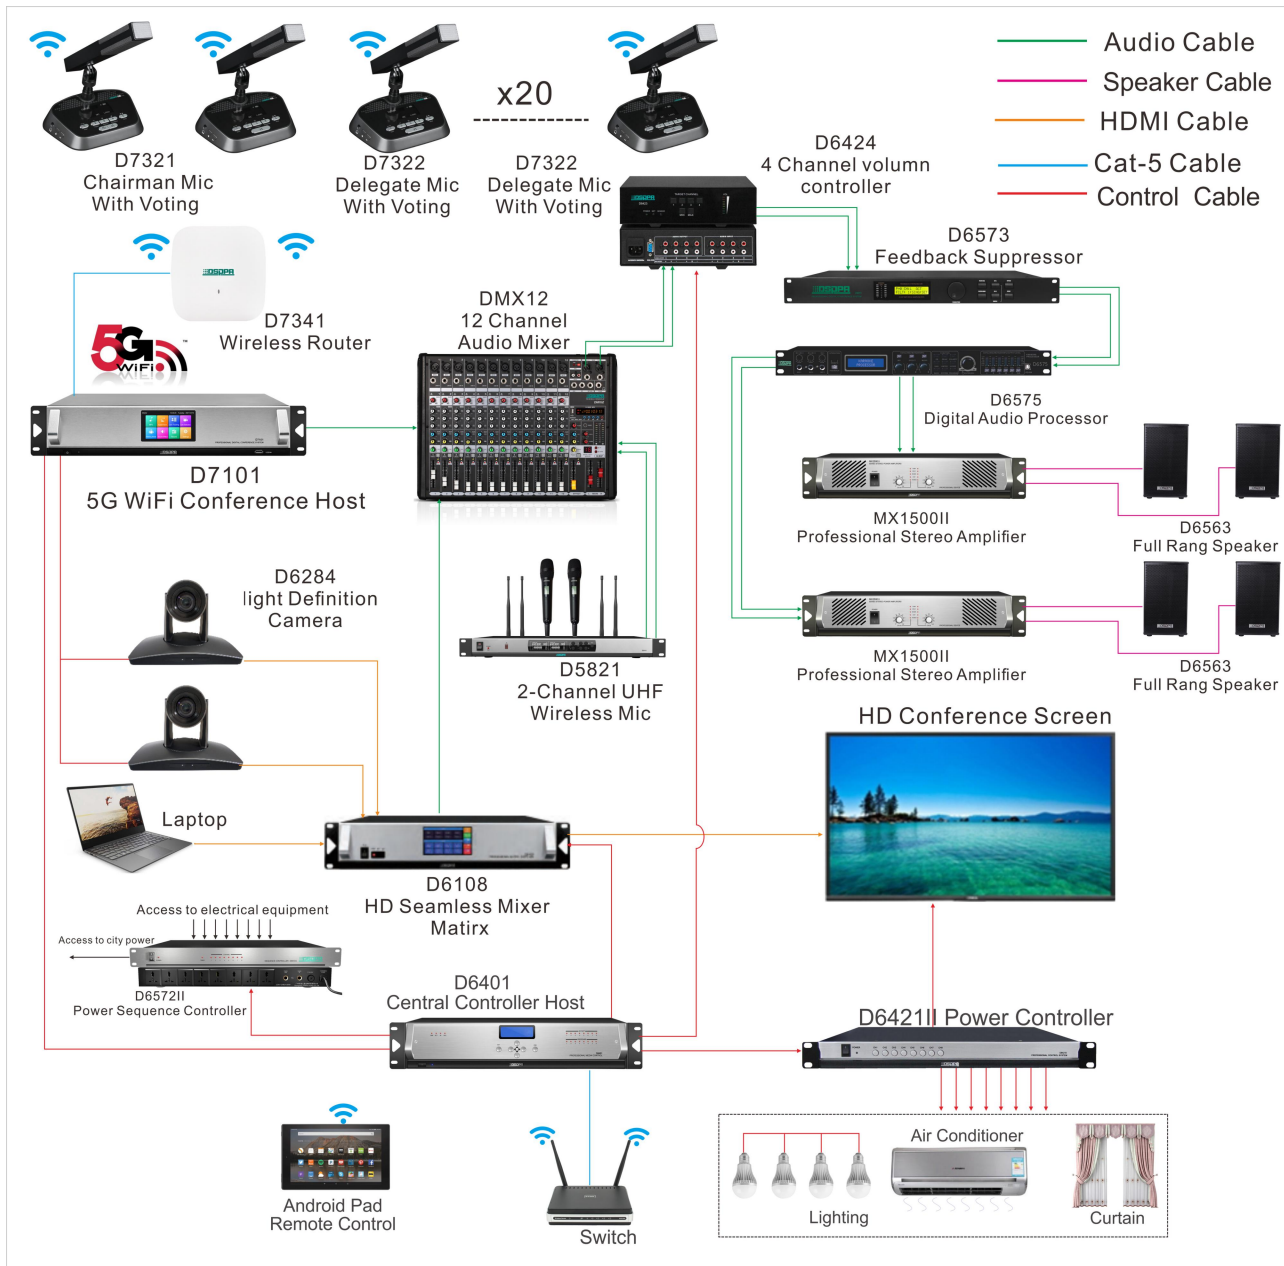 Audio Cable
Speaker Cable
HDMI Cable
Cat-5 Cable
Control Cable
x20
D7321
Chairman Mic
With Voting
D7322
Delegate Mic
With Voting
D7322
Delegate Mic
With Voting
D6424
4 Channel volumn
controller
DSPPA
D6573
Feedback Suppressor
DSPPA
D7341
Wireless Router
5G
WiFi
TM
DMX12
12 Channel
Audio Mixer
D6575
Digital Audio Processor
D7101
5G WiFi Conference Host
MX1500II
Professional Stereo Amplifier
D6563
Full Rang Speaker
D6284
light Definition
Camera
D5821
2-Channel UHF
Wireless Mic
MX1500II
Professional Stereo Amplifier
D6563
Full Rang Speaker
HD Conference Screen
Laptop
D6108
HD Seamless Mixer
Matirx
Access to electrical equipment
Access to city power
D6572II
Power Sequence Controller
D6401
Central Controller Host
D6421II Power Controller
Android Pad
Remote Control
Switch
Lighting
Air Conditioner
Curtain